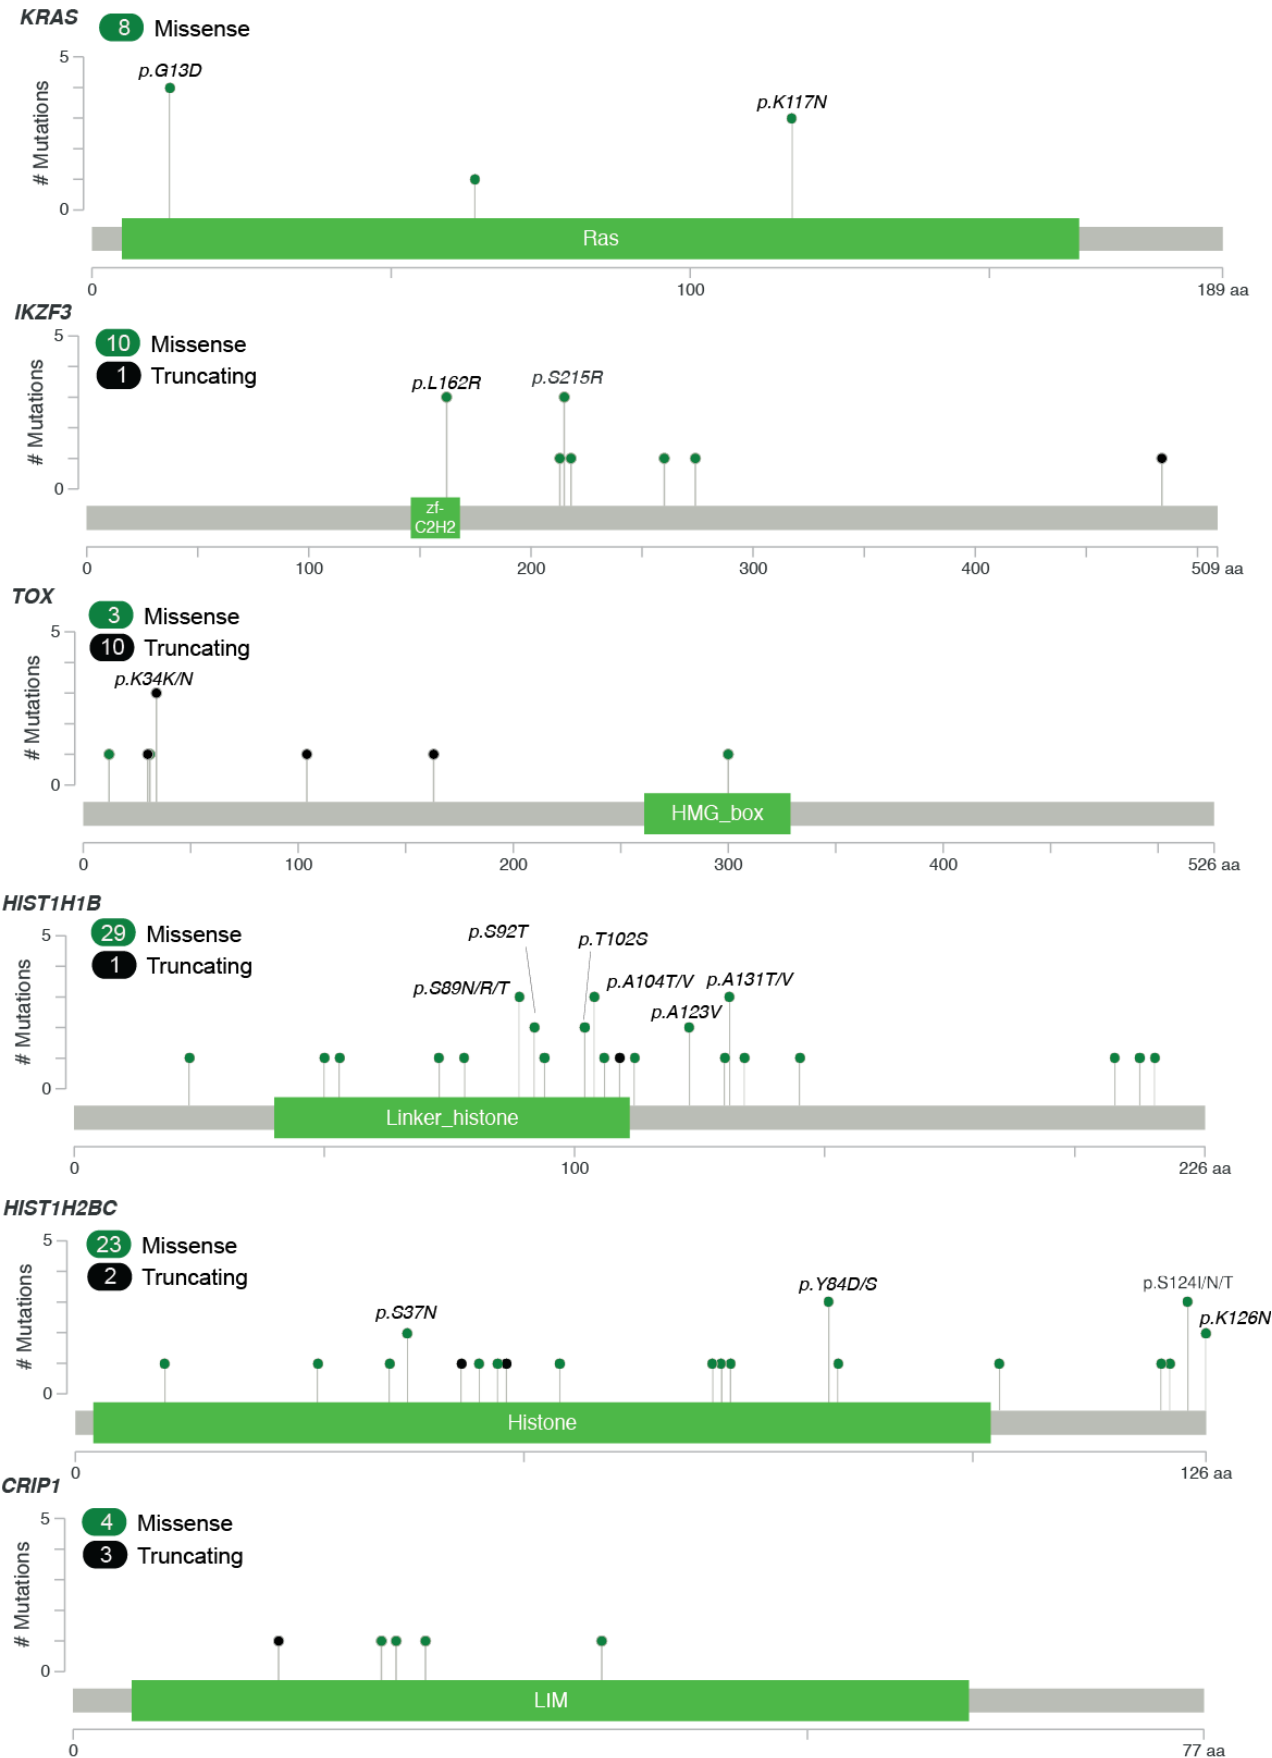 KRAS
8 Missense
5
p.G13D
p.K117N
# Mutations
0
Ras
0 100 189 aa
IKZF3
5
10 Missense
1 Truncating
p.L162R
p.S215R
# Mutations
0
zf-
C2H2
0 100 200 300 400 509 aa
TOX
3 Missense
5
10 Truncating
p.K34K/N
# Mutations
0
HMG_box
0 100 200 300 400 526 aa
HIST1H1B
5
29 Missense
1 Truncating
p.S92T
p.T102S
p.S89N/R/T
p.A104T/V
p.A131T/V
p.A123V
# Mutations
0
Linker_histone
0 100 226 aa
HIST1H2BC
5
23 Missense
2 Truncating
p.S37N
p.Y84D/S
p.S124I/N/T
p.K126N
# Mutations
0
Histone
0 126 aa
CRIP1
5
4 Missense
3 Truncating
# Mutations
0
LIM
0 77 aa